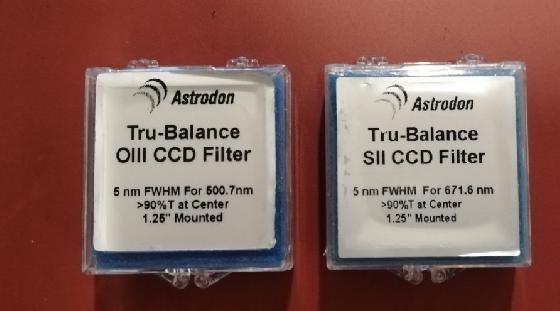 Astrodon
Tru-Balance
OIII CCD Filter
5 nm FWHM For 500.7nm
>90%T at Center
1.25" Mounted
Astrodon
Tru-Balance
SII CCD Filter
5 nm FWHM For 671.6 nm
>90%T at Center
1.25" Mounted